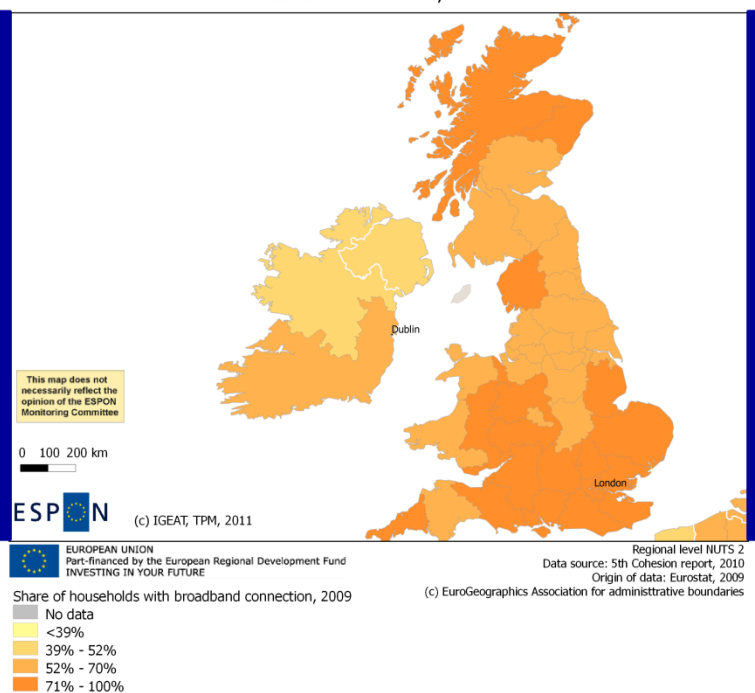 Dublin
London
This map does not
necessarily reflect the
opinion of the ESPON
Monitoring Committee
0 100 200 km
ESPON
(c) IGEAT, TPM, 2011
EUROPEAN UNION
Part-financed by the European Regional Development Fund
INVESTING IN YOUR FUTURE
Regional level NUTS 2
Data source: 5th Cohesion report, 2010
Origin of data: Eurostat, 2009
(c) EuroGeographics Association for administtrative boundaries
Share of households with broadband connection, 2009
No data
<39%
39% - 52%
52% - 70%
71% - 100%